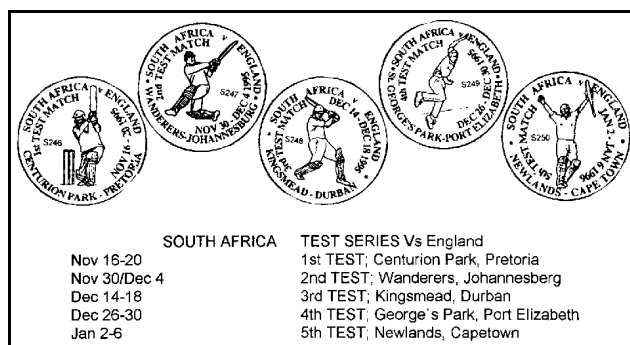 SOUTH AFRICA v ENGLAND
1st TEST MATCH
NOV 16 - 20 1995
S246
CENTURION PARK - PRETORIA
SOUTH AFRICA v ENGLAND
2nd TEST MATCH
S247
NOV 30 - DEC 4 1995
WANDERERS-JOHANNESBURG
SOUTH AFRICA v ENGLAND
3rd TEST MATCH
DEC 14 - DEC 18 1995
S248
KINGSMEAD - DURBAN
SOUTH AFRICA v ENGLAND
4th TEST MATCH
S249
DEC 26 - DEC 30 1995
ST. GEORGE'S PARK-PORT ELIZABETH
SOUTH AFRICA v ENGLAND
5th TEST MATCH
JAN 2 - JAN 6 1996
S250
NEWLANDS - CAPE TOWN
SOUTH AFRICA TEST SERIES Vs England
Nov 16-20 1st TEST; Centurion Park, Pretoria
Nov 30/Dec 4 2nd TEST; Wanderers, Johannesberg
Dec 14-18 3rd TEST; Kingsmead, Durban
Dec 26-30 4th TEST; George`s Park, Port Elizabeth
Jan 2-6 5th TEST; Newlands, Capetown